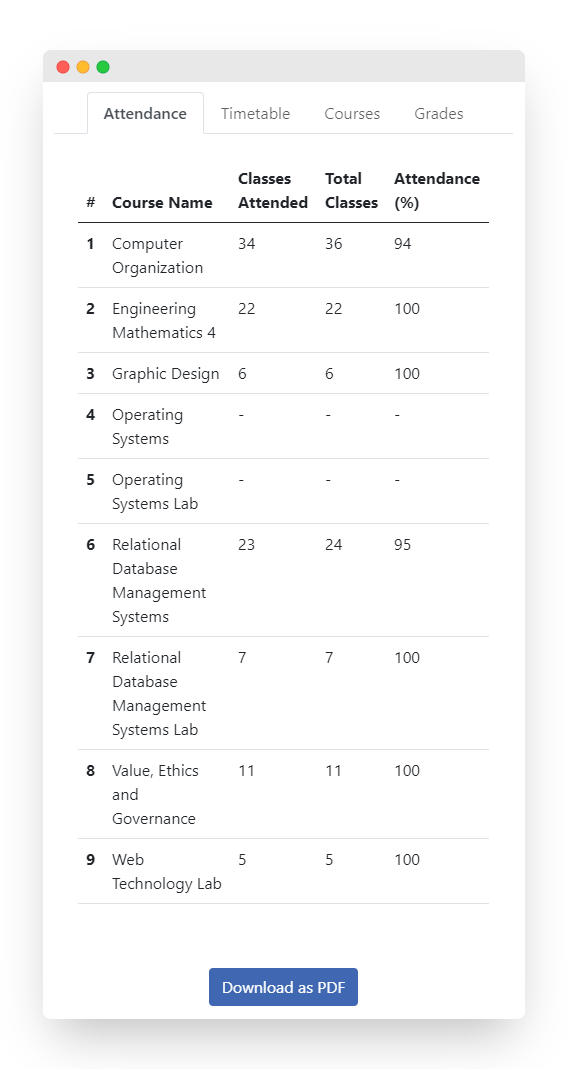 Attendance Timetable Courses Grades
# Course Name Classes Attended Total Classes Attendance (%)
1 Computer Organization 34 36 94
2 Engineering Mathematics 4 22 22 100
3 Graphic Design 6 6 100
4 Operating Systems - - -
5 Operating Systems Lab - - -
6 Relational Database Management Systems 23 24 95
7 Relational Database Management Systems Lab 7 7 100
8 Value, Ethics and Governance 11 11 100
9 Web Technology Lab 5 5 100
Download as PDF